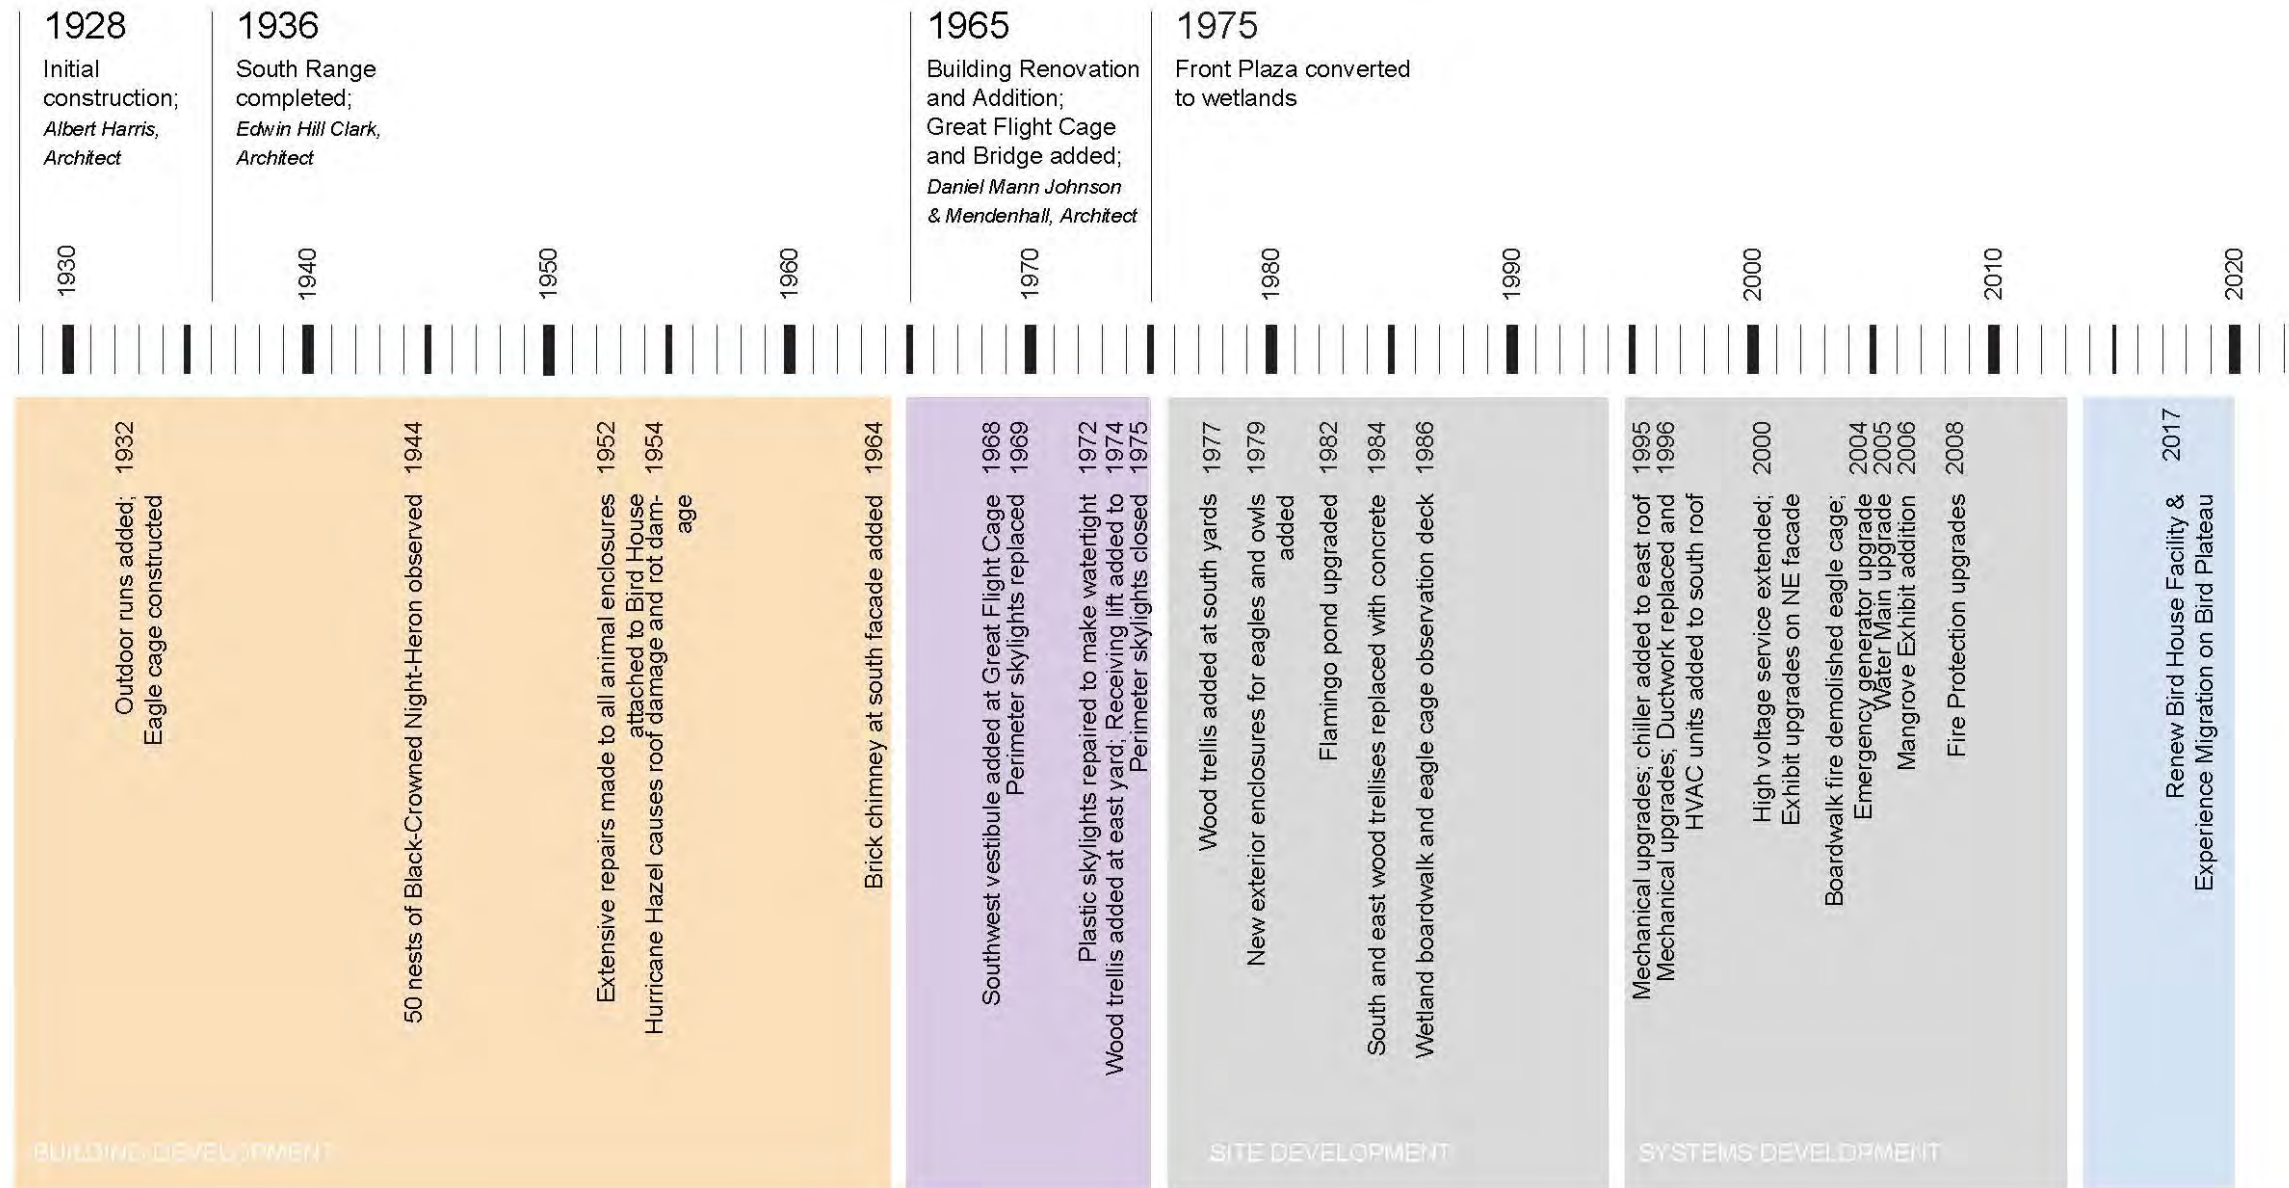 1928
Initial
construction;
Albert Harris,
Architect
1936
South Range
completed;
Edwin Hill Clark,
Architect
1965
Building Renovation
and Addition;
Great Flight Cage
and Bridge added;
Daniel Mann Johnson
& Mendenhall, Architect
1975
Front Plaza converted
to wetlands
1930
1940
1950
1960
1970
1980
1990
2000
2010
2020
1932
Outdoor runs added;
Eagle cage constructed
1944
50 nests of Black-Crowned Night-Heron observed
1952
Extensive repairs made to all animal enclosures
attached to Bird House
1954
Hurricane Hazel causes roof damage and rot dam-
age
1964
Brick chimney at south facade added
1968
Southwest vestibule added at Great Flight Cage
1969
Perimeter skylights replaced
1972
Plastic skylights repaired to make watertight
1974
Wood trellis added at east yard; Receiving lift added to
1975
Perimeter skylights closed
1977
Wood trellis added at south yards
1979
New exterior enclosures for eagles and owls
added
1982
Flamingo pond upgraded
1984
South and east wood trellises replaced with concrete
1986
Wetland boardwalk and eagle cage observation deck
1995
Mechanical upgrades; chiller added to east roof
1996
Mechanical upgrades; Ductwork replaced and
HVAC units added to south roof
2000
High voltage service extended;
Exhibit upgrades on NE facade
2004
Boardwalk fire demolished eagle cage;
Emergency generator upgrade
2005
Water Main upgrade
2006
Mangrove Exhibit addition
2008
Fire Protection upgrades
2017
Renew Bird House Facility &
Experience Migration on Bird Plateau
BUILDING DEVELOPMENT
SITE DEVELOPMENT
SYSTEMS DEVELOPMENT